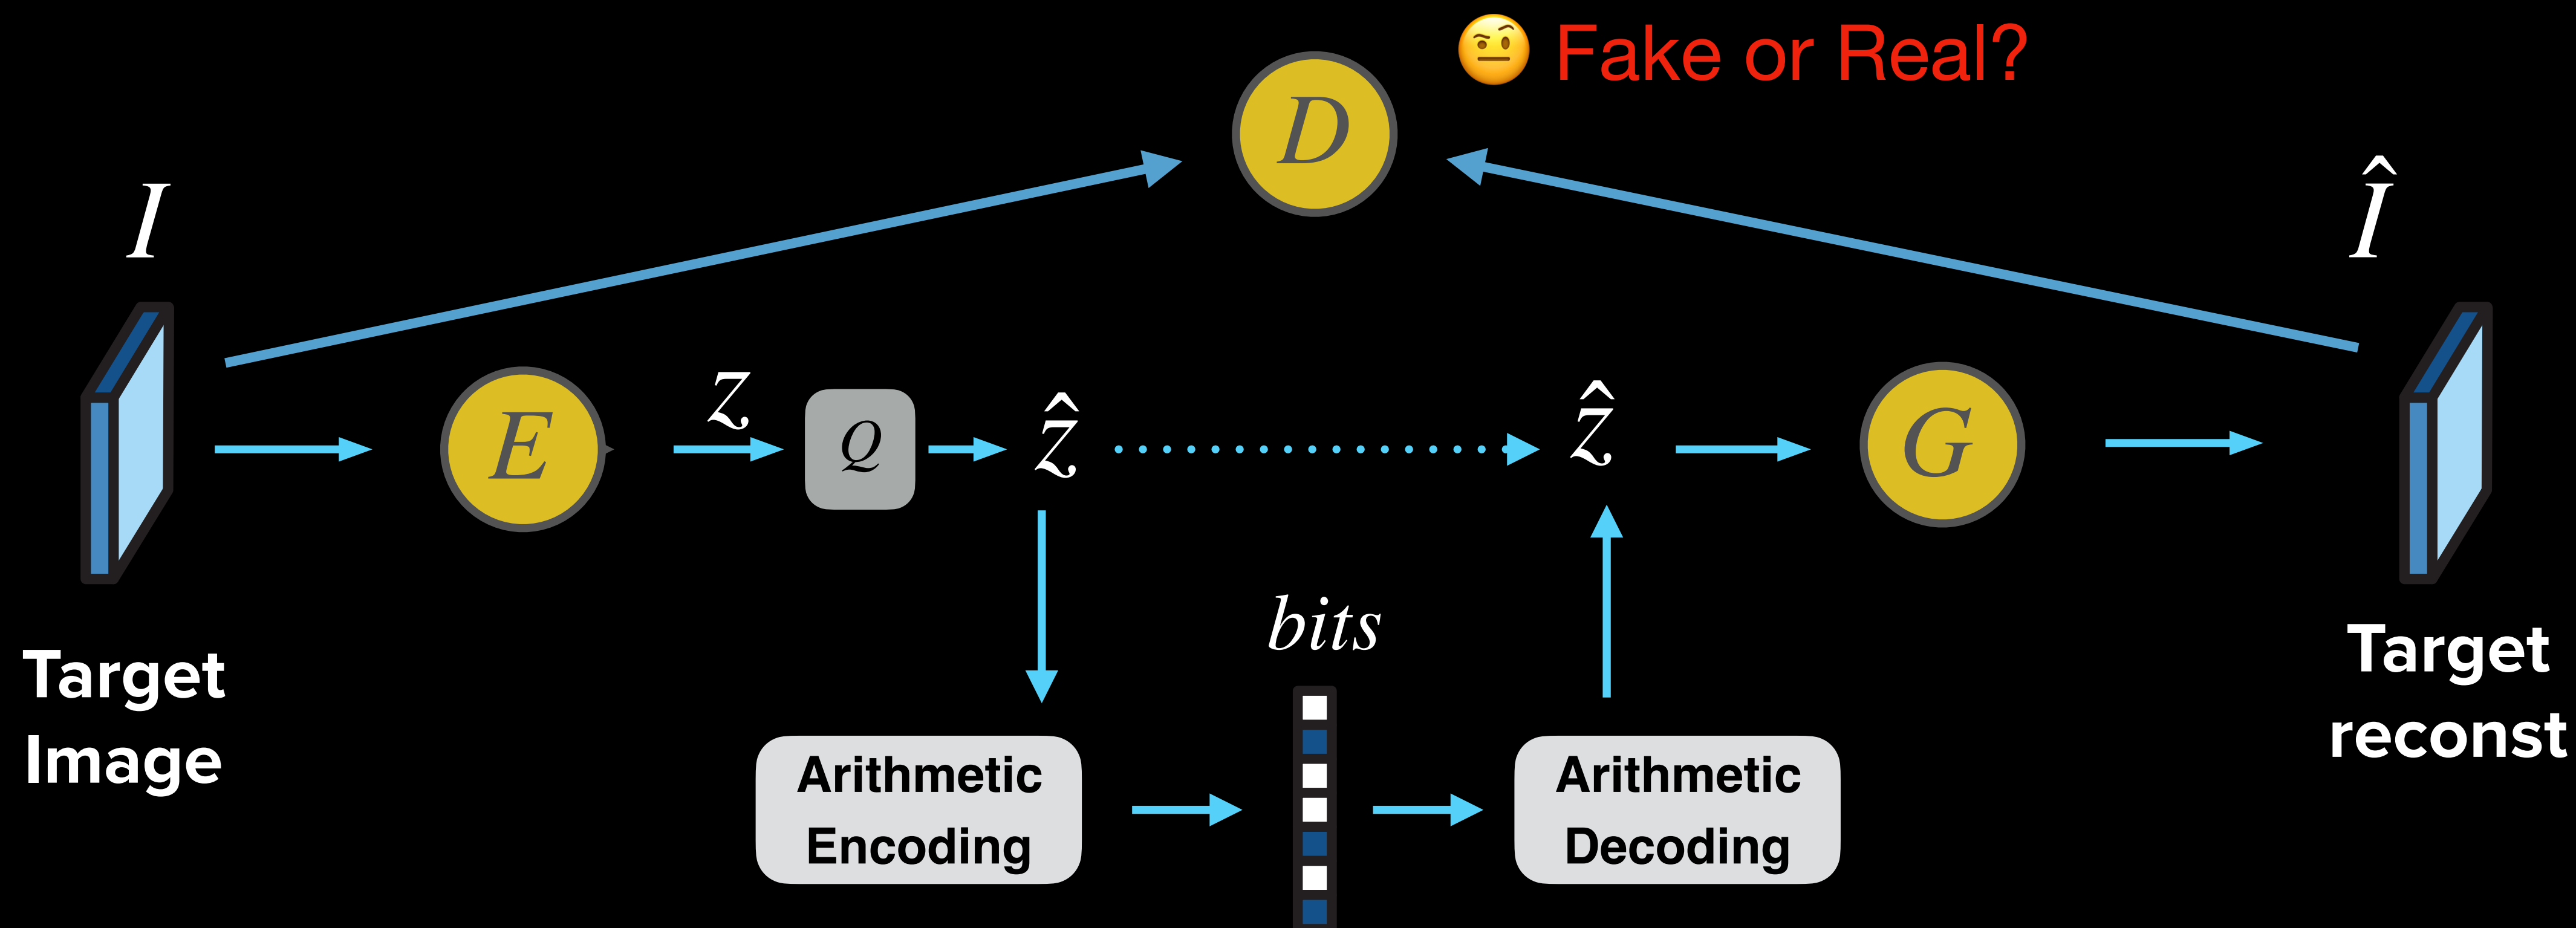 🤨 Fake or Real?
D
I
Î
E
z
Q
ẑ
ẑ
G
bits
Target
Image
Target
reconst
Arithmetic
Encoding
Arithmetic
Decoding